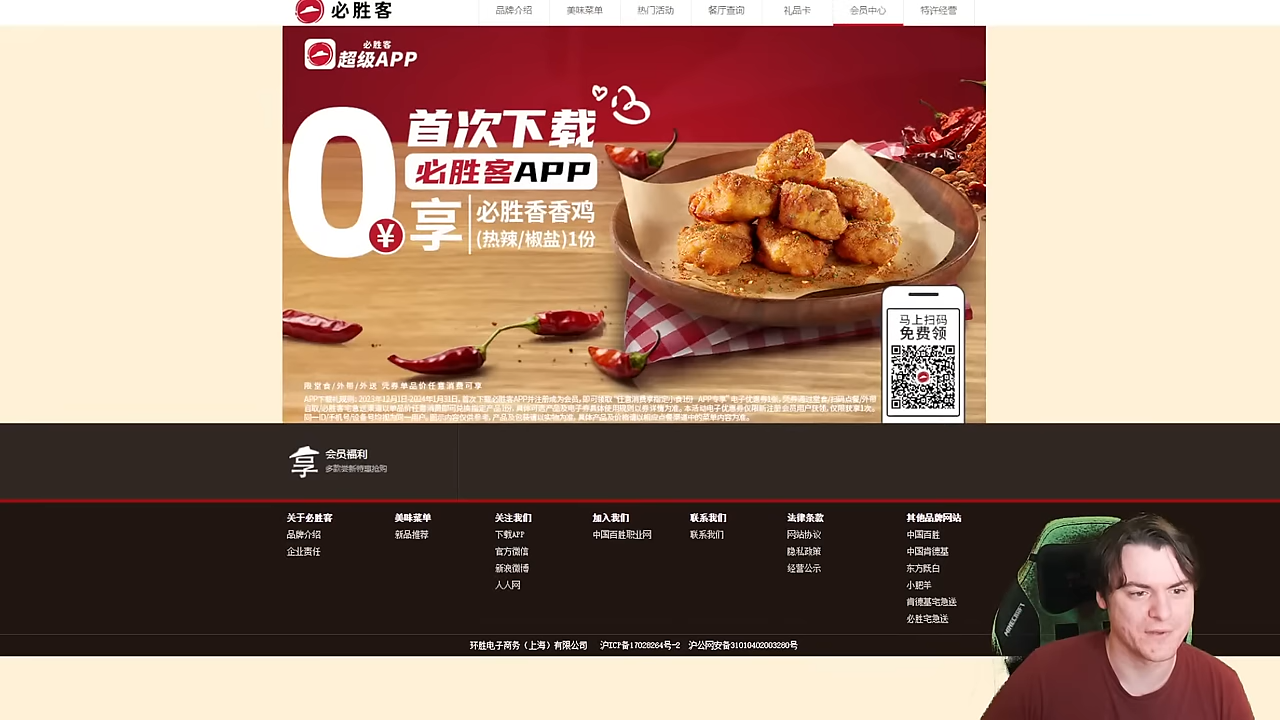 必胜客
品牌介绍
美味菜单
热门活动
餐厅查询
礼品卡
会员中心
特许经营
必胜客
超级APP
0
¥
首次下载
必胜客APP
享
必胜香香鸡
(热辣/椒盐)1份
马上扫码
免费领
限堂食/外带/外送 凭券单品价任意消费可享
享
会员福利
多款尝新特惠抢购
关于必胜客
品牌介绍
企业责任
美味菜单
新品推荐
关注我们
下载APP
官方微信
新浪微博
人人网
加入我们
中国百胜职业网
联系我们
联系我们
法律条款
网站协议
隐私政策
经营公示
其他品牌网站
中国百胜
中国肯德基
东方既白
小肥羊
肯德基宅急送
必胜宅急送
环胜电子商务（上海）有限公司 沪ICP备17028264号-2 沪公网安备31010402003280号
MINECRAFT